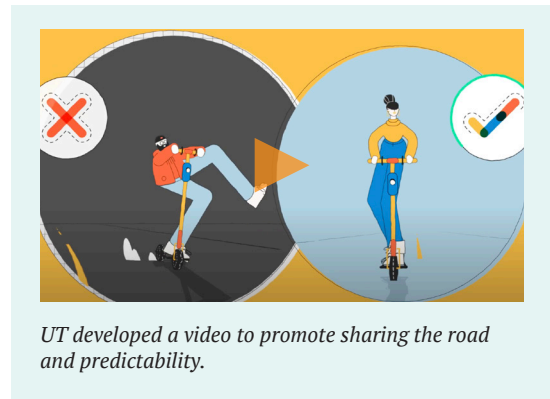 UT developed a video to promote sharing the road
and predictability.